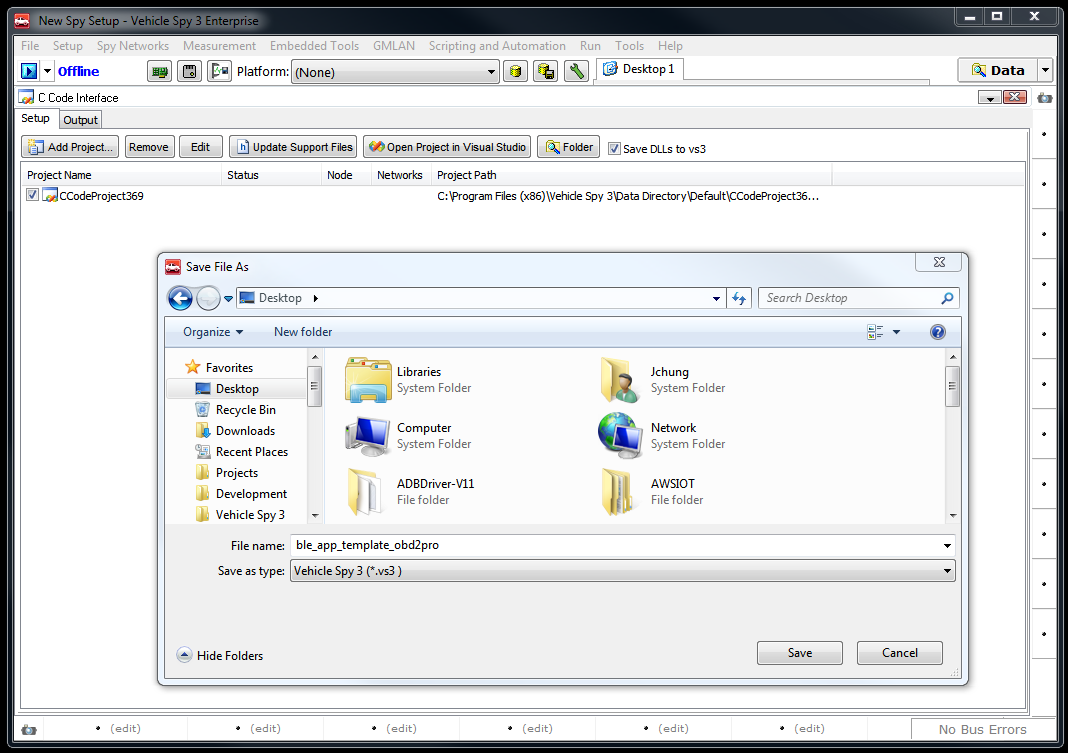 New Spy Setup - Vehicle Spy 3 Enterprise
File Setup Spy Networks Measurement Embedded Tools GMLAN Scripting and Automation Run Tools Help
Offline Platform: (None) Desktop 1 Data
C Code Interface
Setup Output
Add Project... Remove Edit Update Support Files Open Project in Visual Studio Folder Save DLLs to vs3
Project Name Status Node Networks Project Path
CCodeProject369 C:\Program Files (x86)\Vehicle Spy 3\Data Directory\Default\CCodeProject36...
Save File As
Desktop Search Desktop
Organize New folder
Favorites
Desktop
Recycle Bin
Downloads
Recent Places
Projects
Development
Vehicle Spy 3
Libraries
System Folder
Jchung
System Folder
Computer
System Folder
Network
System Folder
ADBDriver-V11
File folder
AWSIOT
File folder
File name: ble_app_template_obd2pro
Save as type: Vehicle Spy 3 (*.vs3 )
Hide Folders Save Cancel
(edit) (edit) (edit) (edit) (edit) (edit) No Bus Errors